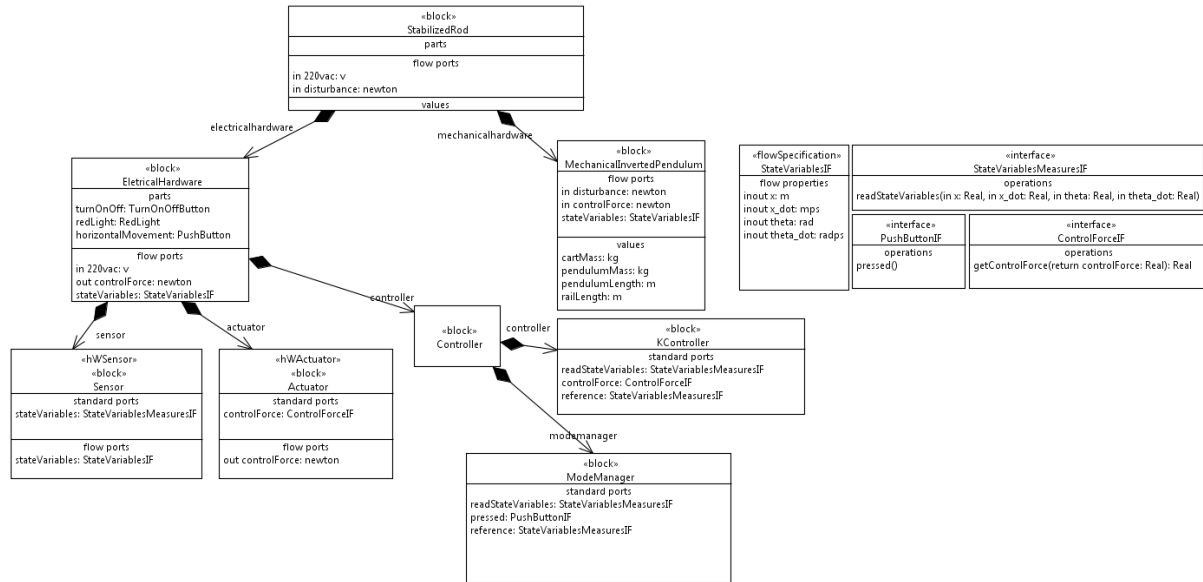 «block»
StabilizedRod
parts
flow ports
in 220vac: v
in disturbance: newton
values
electricalhardware
mechanicalhardware
«block»
EletricalHardware
parts
turnOnOff: TurnOnOffButton
redLight: RedLight
horizontalMovement: PushButton
flow ports
in 220vac: v
out controlForce: newton
stateVariables: StateVariablesIF
«block»
MechanicalInvertedPendulum
flow ports
in disturbance: newton
in controlForce: newton
stateVariables: StateVariablesIF
values
cartMass: kg
pendulumMass: kg
pendulumLength: m
railLength: m
«flowSpecification»
StateVariablesIF
flow properties
inout x: m
inout x_dot: mps
inout theta: rad
inout theta_dot: radps
«interface»
StateVariablesMeasuresIF
operations
readStateVariables(in x: Real, in x_dot: Real, in theta: Real, in theta_dot: Real)
«interface»
PushButtonIF
operations
pressed()
«interface»
ControlForceIF
operations
getControlForce(return controlForce: Real): Real
sensor
actuator
controller
«hWSensor»
«block»
Sensor
standard ports
stateVariables: StateVariablesMeasuresIF
flow ports
stateVariables: StateVariablesIF
«hWActuator»
«block»
Actuator
standard ports
controlForce: ControlForceIF
flow ports
out controlForce: newton
«block»
Controller
controller
«block»
KController
standard ports
readStateVariables: StateVariablesMeasuresIF
controlForce: ControlForceIF
reference: StateVariablesMeasuresIF
modemanager
«block»
ModeManager
standard ports
readStateVariables: StateVariablesMeasuresIF
pressed: PushButtonIF
reference: StateVariablesMeasuresIF